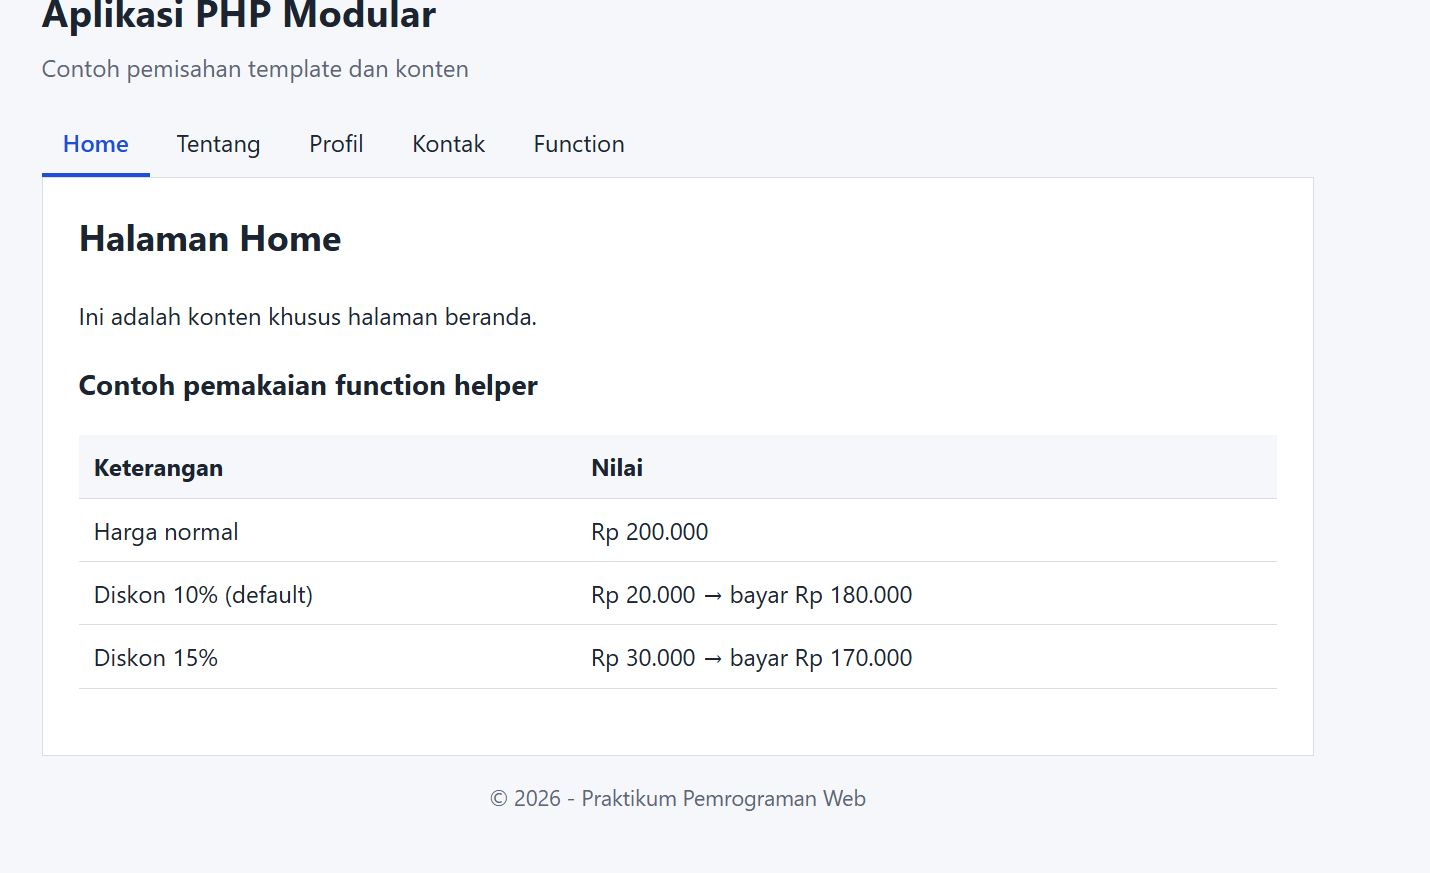 Aplikasi PHP Modular
Contoh pemisahan template dan konten
Home Tentang Profil Kontak Function
Halaman Home
Ini adalah konten khusus halaman beranda.
Contoh pemakaian function helper
Keterangan Nilai
Harga normal Rp 200.000
Diskon 10% (default) Rp 20.000 → bayar Rp 180.000
Diskon 15% Rp 30.000 → bayar Rp 170.000
© 2026 - Praktikum Pemrograman Web